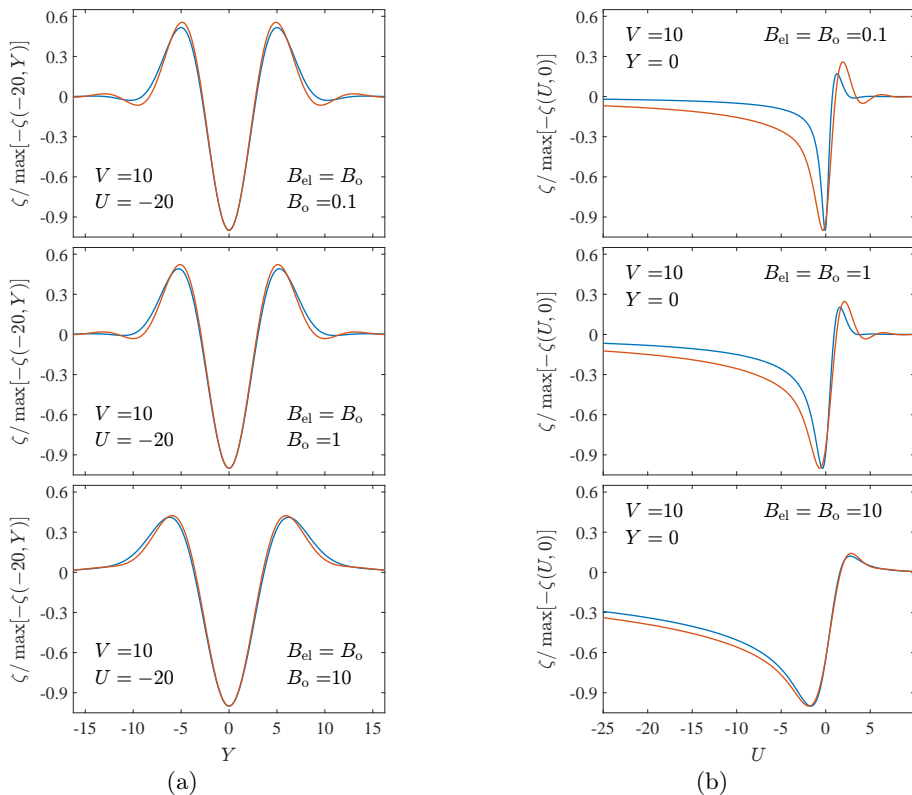 0.6
0.3
0
-0.3
-0.6
-0.9
ζ/ max[−ζ(−20, Y)]
V =10
U = −20
B_el = B_o
B_o =0.1
0.6
0.3
0
-0.3
-0.6
-0.9
ζ/ max[−ζ(−20, Y)]
V =10
U = −20
B_el = B_o
B_o =1
0.6
0.3
0
-0.3
-0.6
-0.9
ζ/ max[−ζ(−20, Y)]
V =10
U = −20
B_el = B_o
B_o =10
-15 -10 -5 0 5 10 15
Y
(a)
0.6
0.3
0
-0.3
-0.6
-0.9
ζ/ max[−ζ(U, 0)]
V =10
Y = 0
B_el = B_o =0.1
0.6
0.3
0
-0.3
-0.6
-0.9
ζ/ max[−ζ(U, 0)]
V =10
Y = 0
B_el = B_o =1
0.6
0.3
0
-0.3
-0.6
-0.9
ζ/ max[−ζ(U, 0)]
V =10
Y = 0
B_el = B_o =10
-25 -20 -15 -10 -5 0 5
U
(b)